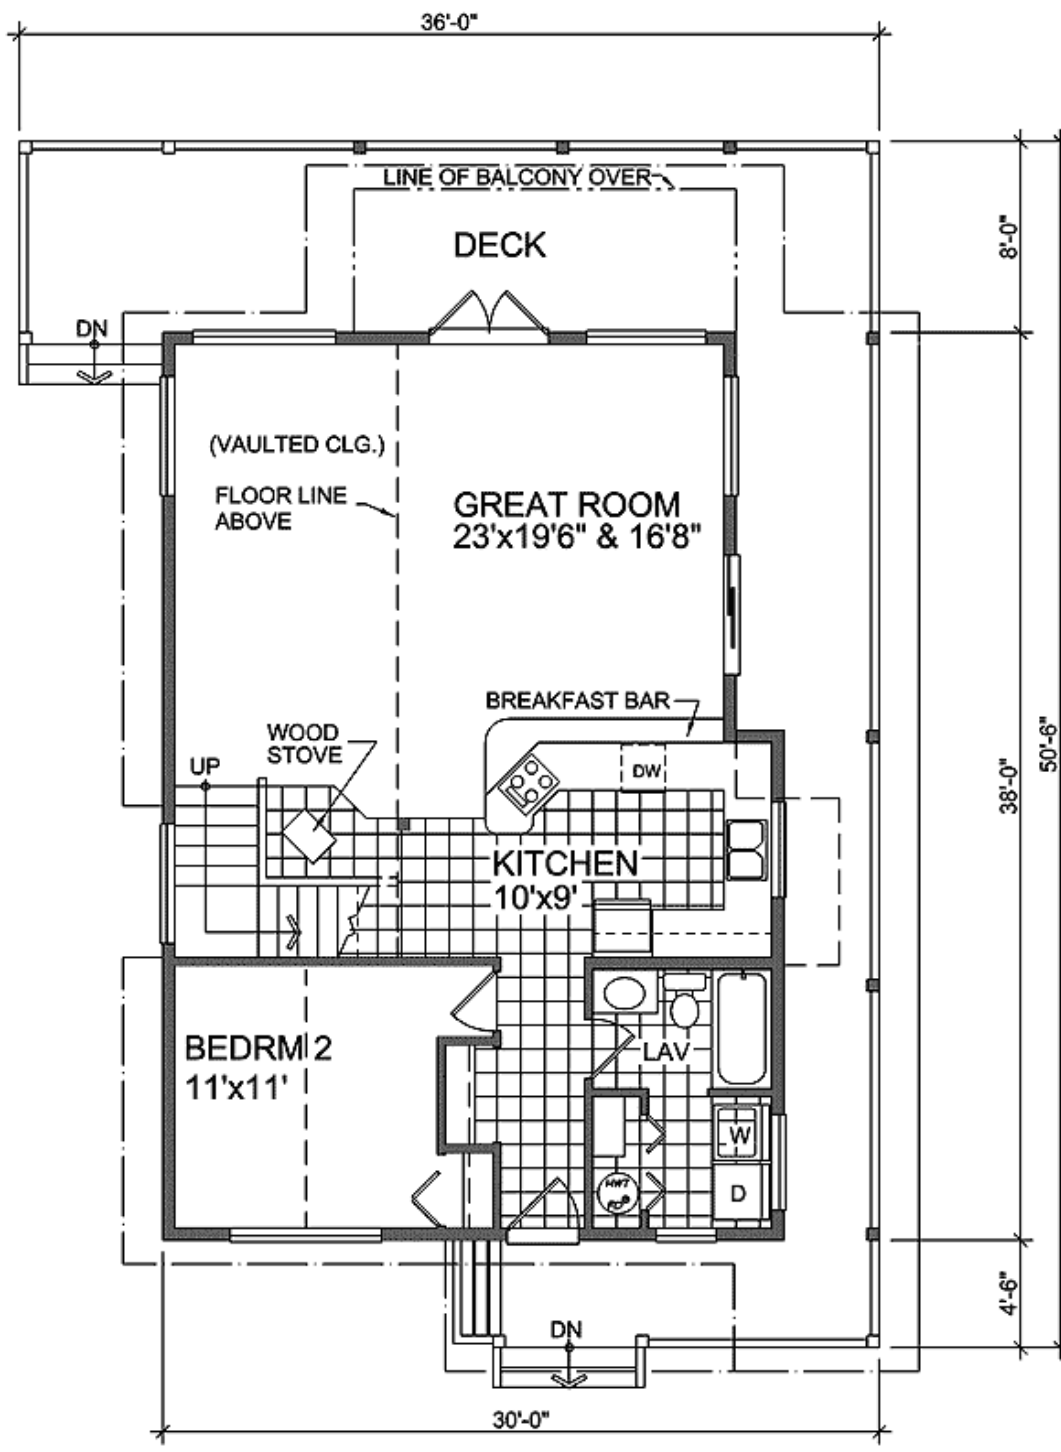 36'-0"
LINE OF BALCONY OVER
DECK
8'-0"
DN
(VAULTED CLG.)
FLOOR LINE
ABOVE
GREAT ROOM
23'x19'6" & 16'8"
BREAKFAST BAR
WOOD
STOVE
UP
DW
50'-6"
38'-0"
KITCHEN
10'x9'
BEDRM 2
11'x11'
LAV
W
D
HWT
4'-6"
DN
30'-0"